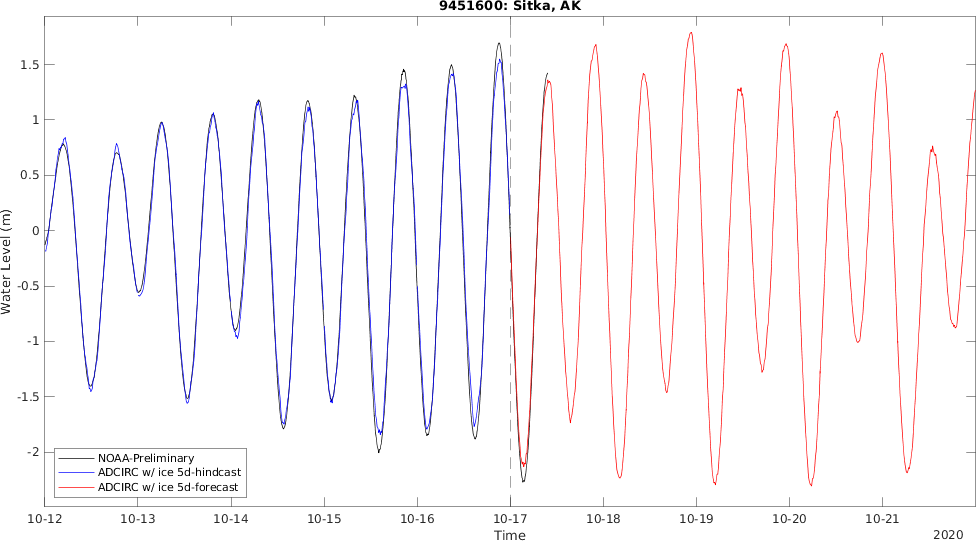 9451600: Sitka, AK
Water Level (m)
1.5
1
0.5
0
-0.5
-1
-1.5
-2
NOAA-Preliminary
ADCIRC w/ ice 5d-hindcast
ADCIRC w/ ice 5d-forecast
10-12 10-13 10-14 10-15 10-16 10-17 10-18 10-19 10-20 10-21
Time
2020